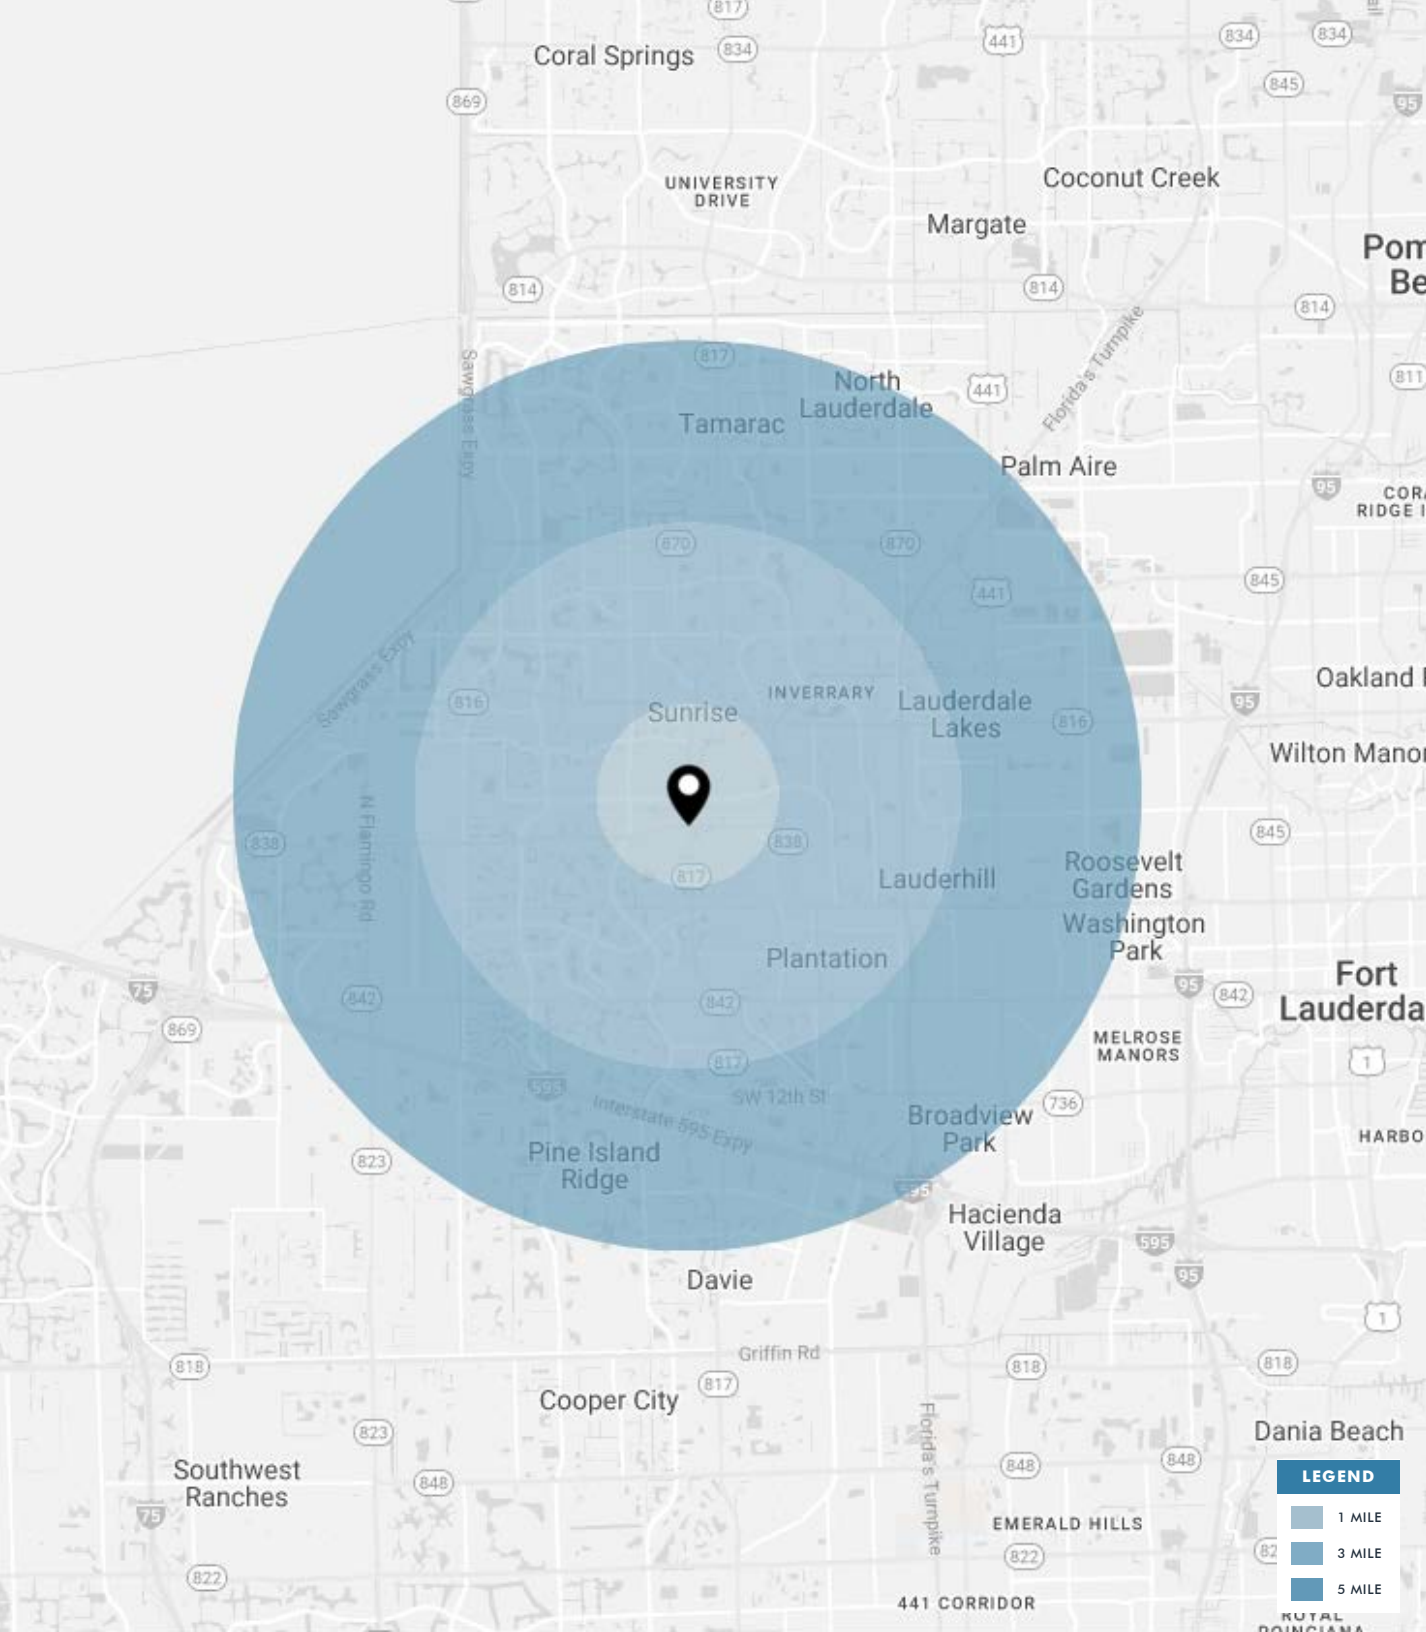 817
Coral Springs
834
441
834
834
845
869
95
UNIVERSITY
DRIVE
Coconut Creek
Margate
Pom
Be
814
814
814
Florida's Turnpike
817
North
Lauderdale
441
811
Sawgrass Expy
Tamarac
Palm Aire
95
COR
RIDGE I
870
870
845
441
Sawgrass Expy
816
INVERRARY
Lauderdale
Lakes
816
Oakland
95
Sunrise
Wilton Manor
N Flamingo Rd
838
838
845
817
Lauderhill
Roosevelt
Gardens
Washington
Park
Plantation
Fort
Lauderda
75
842
842
95
842
869
MELROSE
MANORS
1
817
595
SW 12th St
Interstate 595 Expy
736
Broadview
Park
HARBO
Pine Island
Ridge
823
595
Hacienda
Village
595
95
Davie
1
Griffin Rd
818
818
818
817
Cooper City
823
Florida's Turnpike
Dania Beach
Southwest
Ranches
848
848
848
75
EMERALD HILLS
822
822
82
441 CORRIDOR
ROYAL
POINCIANA
LEGEND
1 MILE
3 MILE
5 MILE